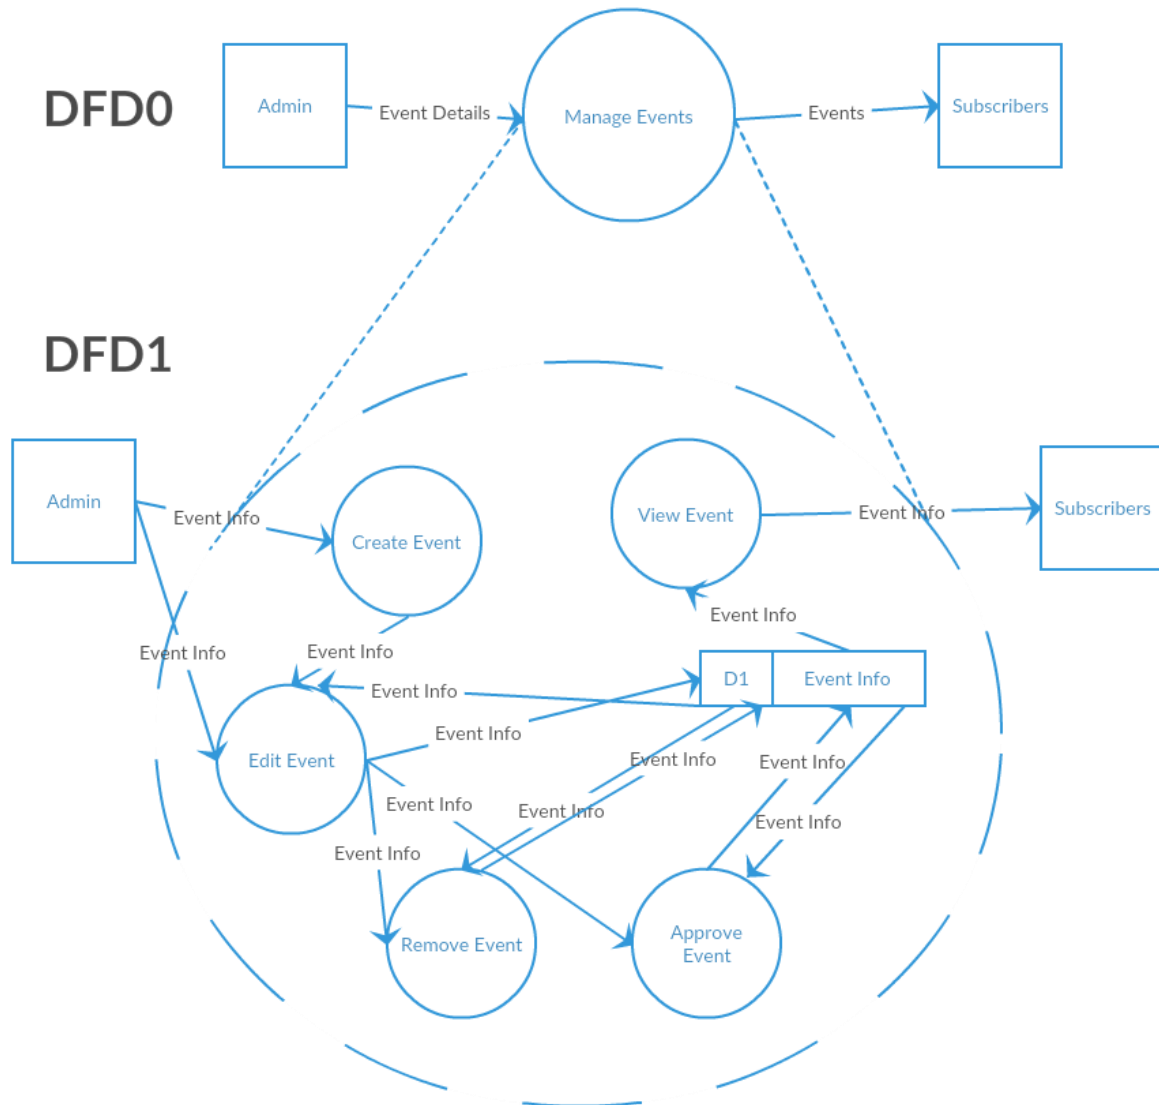 DFD0
Admin
Event Details
Manage Events
Events
Subscribers
DFD1
Admin
Event Info
Create Event
View Event
Event Info
Subscribers
Event Info
Event Info
Event Info
D1
Event Info
Event Info
Event Info
Edit Event
Event Info
Event Info
Event Info
Event Info
Event Info
Event Info
Remove Event
Approve
Event